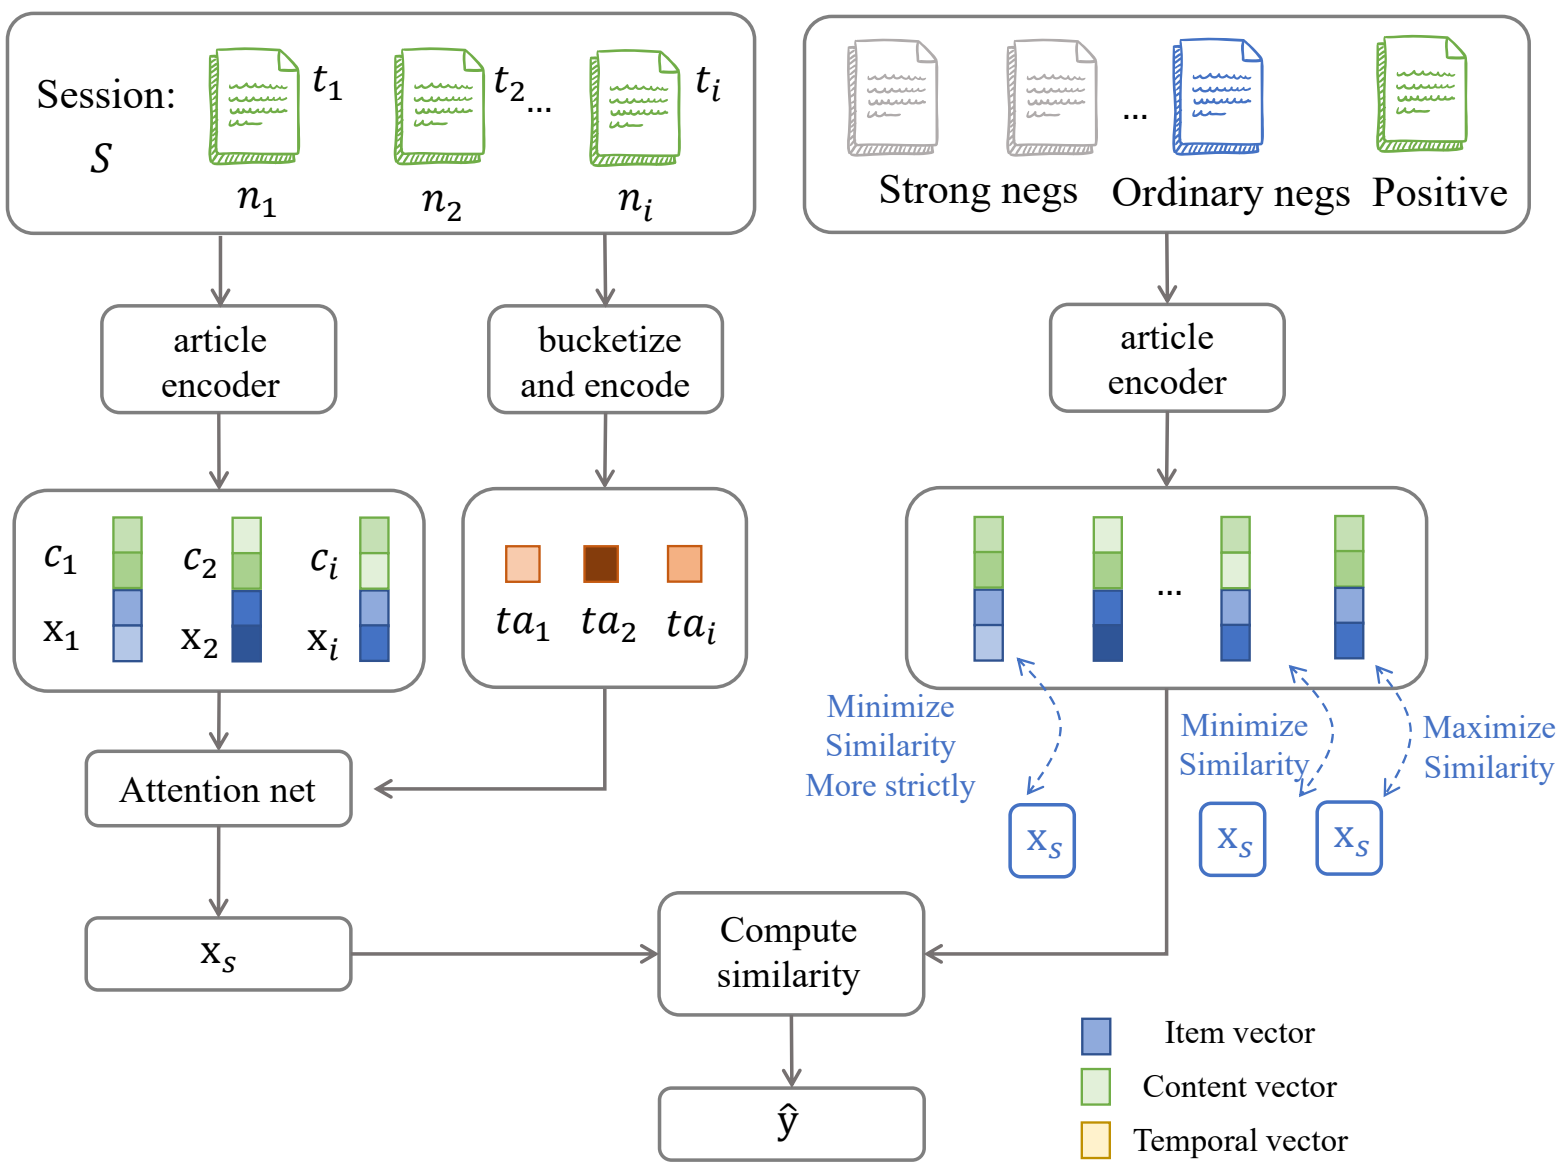 Session:
S
t₁
t₂
...
tᵢ
n₁
n₂
nᵢ
...
Strong negs
Ordinary negs
Positive
article
encoder
bucketize
and encode
article
encoder
c₁
c₂
cᵢ
x₁
x₂
xᵢ
ta₁
ta₂
taᵢ
...
Minimize
Similarity
More strictly
Minimize
Similarity
Maximize
Similarity
xₛ
xₛ
xₛ
Attention net
xₛ
Compute
similarity
ŷ
Item vector
Content vector
Temporal vector